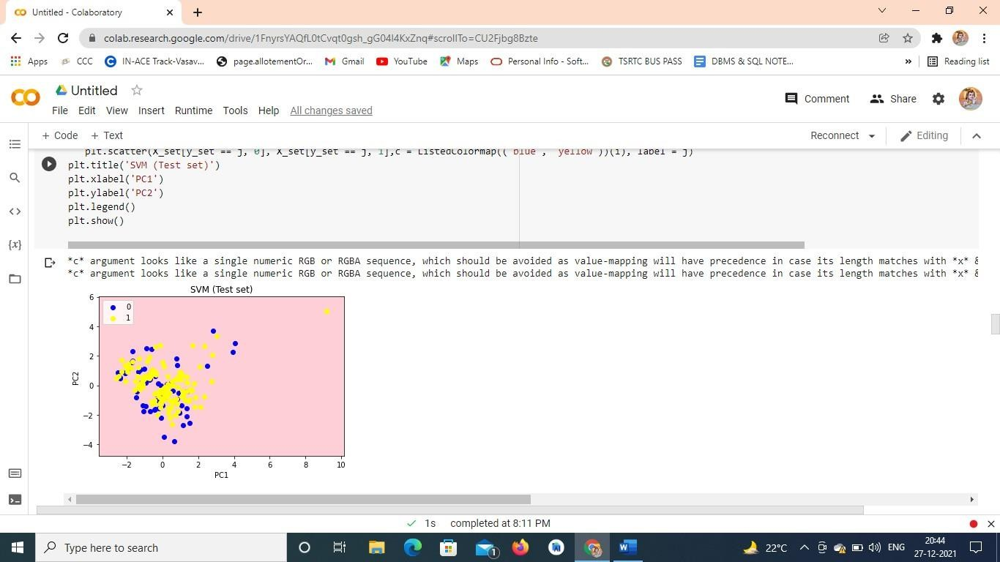 Untitled - Colaboratory
colab.research.google.com/drive/1FnyrsYAQfL0tCvqt0gsh_gG04l4KxZnq#scrollTo=CU2Fjbg8Bzte
Apps CCC IN-ACE Track-Vasav... page.allotementOr... Gmail YouTube Maps Personal Info - Soft... TSRTC BUS PASS DBMS & SQL NOTE... » Reading list
Untitled
Comment Share
File Edit View Insert Runtime Tools Help All changes saved
+ Code + Text Reconnect Editing
plt.scatter(X_set[y_set == j, 0], X_set[y_set == j, 1],c = ListedColormap(('blue', 'yellow'))(i), label = j)
plt.title('SVM (Test set)')
plt.xlabel('PC1')
plt.ylabel('PC2')
plt.legend()
plt.show()
*c* argument looks like a single numeric RGB or RGBA sequence, which should be avoided as value-mapping will have precedence in case its length matches with *x* &
*c* argument looks like a single numeric RGB or RGBA sequence, which should be avoided as value-mapping will have precedence in case its length matches with *x* &
SVM (Test set)
0
1
6
4
2
0
−2
−4
PC2
−2 0 2 4 6 8 10
PC1
1s completed at 8:11 PM
Type here to search
1
W
22°C
ENG
20:44
27-12-2021